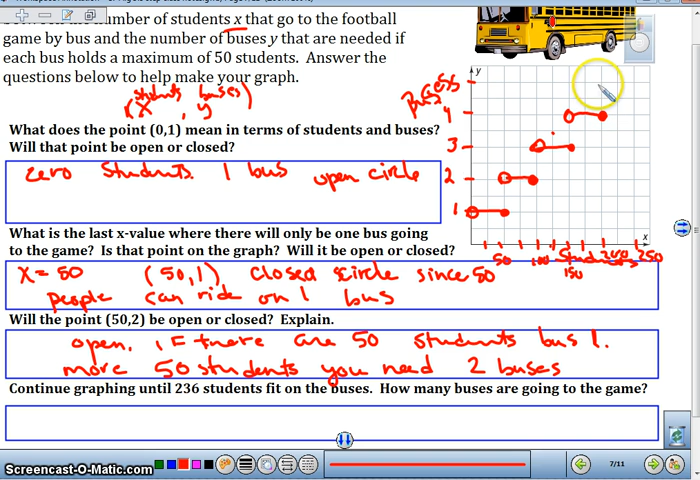 number of students x that go to the football
game by bus and the number of buses y that are needed if
each bus holds a maximum of 50 students. Answer the
questions below to help make your graph.
students buses
(x , y)
What does the point (0,1) mean in terms of students and buses?
Will that point be open or closed?
zero students 1 bus open circle
What is the last x-value where there will only be one bus going
to the game? Is that point on the graph? Will it be open or closed?
x = 50 (50,1) closed circle since 50
people can ride on 1 bus
Will the point (50,2) be open or closed? Explain.
open. if there are 50 students bus 1.
more 50 students you need 2 buses
Continue graphing until 236 students fit on the buses. How many buses are going to the game?
y
4
3
2
1
x
50 100 150 200 250
Students
7/11
Screencast-O-Matic.com